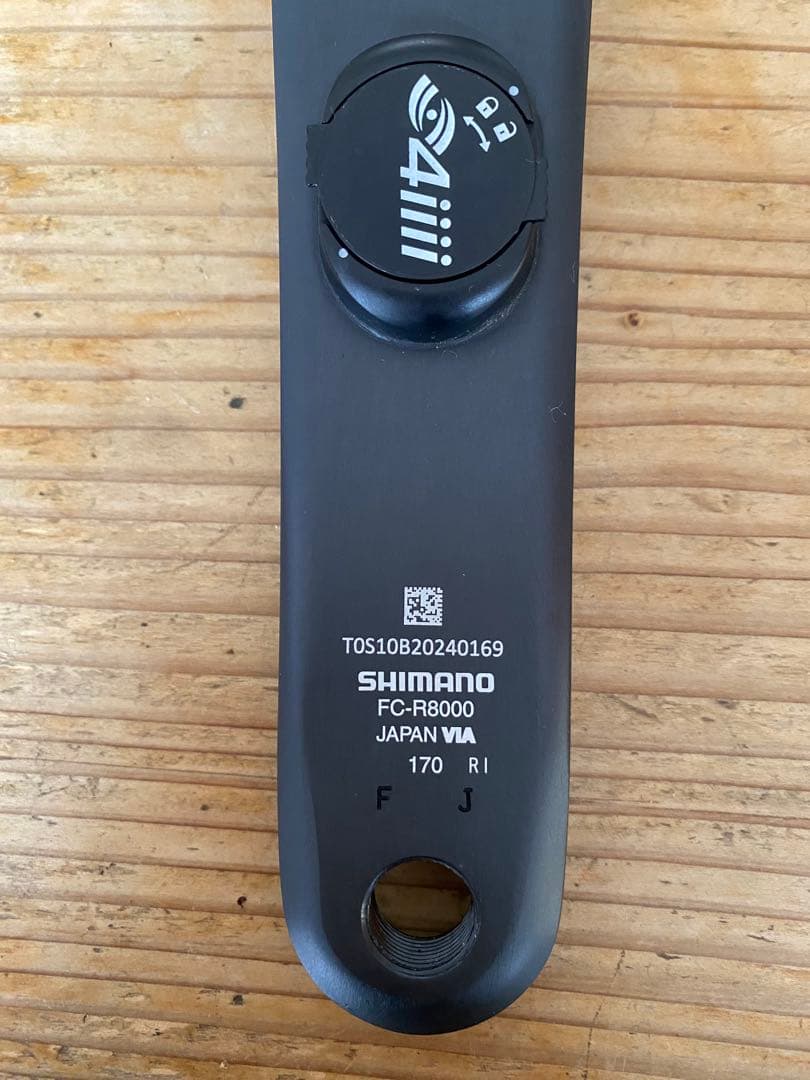 4iiii
T0S10B20240169
SHIMANO
FC-R8000
JAPAN VIA
170 RI
F J